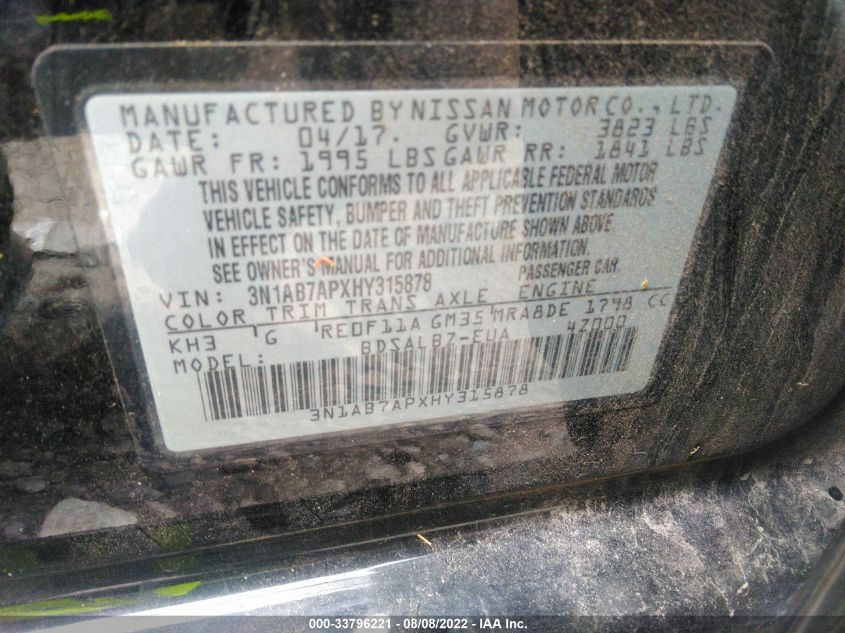 MANUFACTURED BY NISSAN MOTOR CO., LTD.
DATE: 04/17. GVWR: 3823 LBS
GAWR FR: 1995 LBS GAWR RR: 1841 LBS
THIS VEHICLE CONFORMS TO ALL APPLICABLE FEDERAL MOTOR
VEHICLE SAFETY, BUMPER AND THEFT PREVENTION STANDARDS
IN EFFECT ON THE DATE OF MANUFACTURE SHOWN ABOVE.
SEE OWNER'S MANUAL FOR ADDITIONAL INFORMATION.
VIN: 3N1AB7APXHY315878 PASSENGER CAR
COLOR TRIM TRANS AXLE ENGINE
KH3 G RE0F11A GM35 MRA8DE 1798 CC
MODEL: BDSALBZ-EUA 4Z000
3N1AB7APXHY315878
000-33796221 - 08/08/2022 - IAA Inc.